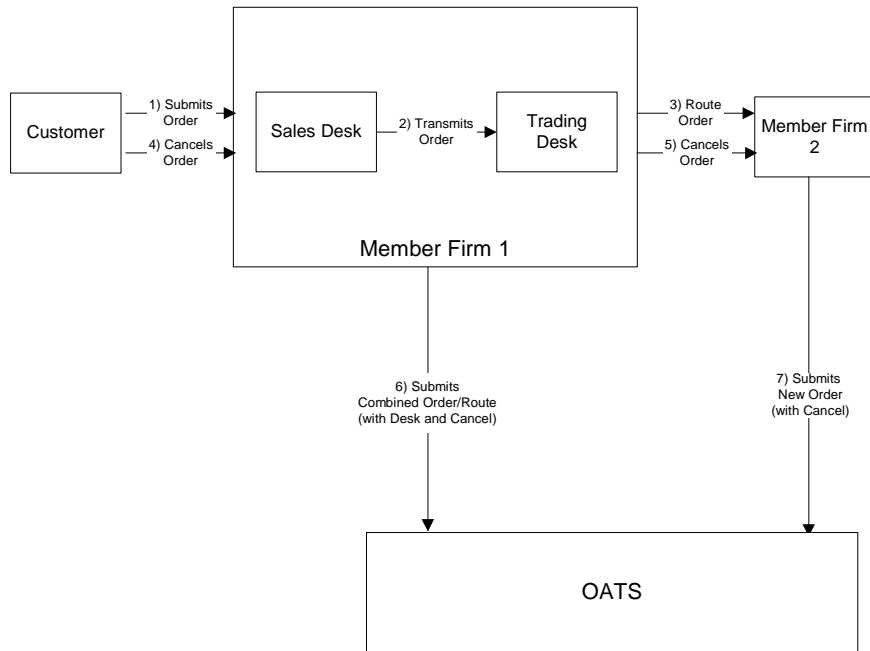 Customer
1) Submits
Order
4) Cancels
Order
Sales Desk
2) Transmits
Order
Trading
Desk
Member Firm 1
3) Route
Order
5) Cancels
Order
Member Firm
2
6) Submits
Combined Order/Route
(with Desk and Cancel)
7) Submits
New Order
(with Cancel)
OATS